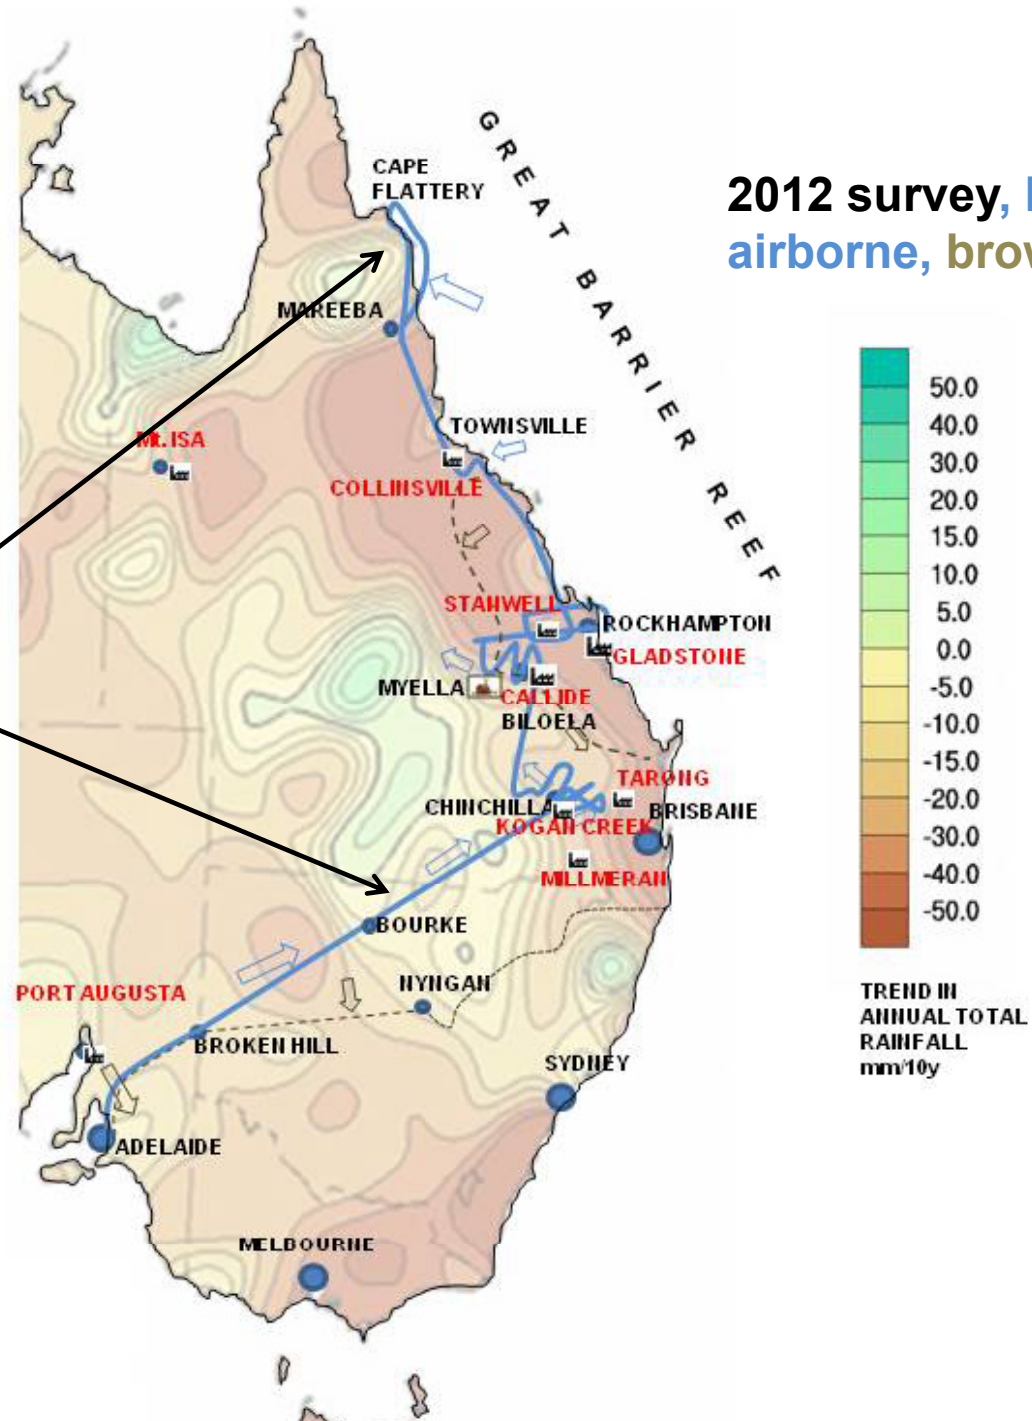 GREAT BARRIER REEF
CAPE
FLATTERY
2012 survey,
airborne,
MAREEBA
TOWNSVILLE
Mt.ISA
COLLINSVILLE
STANWELL
ROCKHAMPTON
GLADSTONE
MYELLA
CALLIDE
BILOELA
TARONG
CHINCHILLA
BRISBANE
KOGAN CREEK
MILLMERAN
BOURKE
NYNGAN
PORT AUGUSTA
BROKEN HILL
SYDNEY
ADELAIDE
MELBOURNE
50.0
40.0
30.0
20.0
15.0
10.0
5.0
0.0
-5.0
-10.0
-15.0
-20.0
-30.0
-40.0
-50.0
TREND IN
ANNUAL TOTAL
RAINFALL
mm/10y